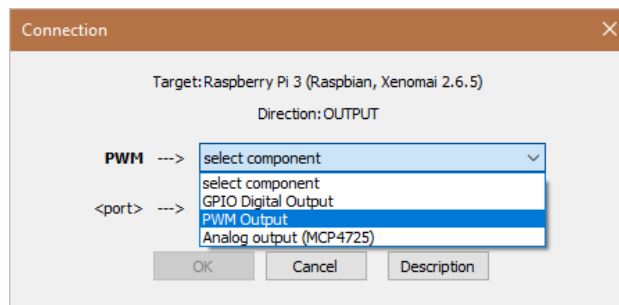 Connection
Target: Raspberry Pi 3 (Raspbian, Xenomai 2.6.5)
Direction: OUTPUT
PWM ---> select component
select component
GPIO Digital Output
<port> ---> PWM Output
Analog output (MCP4725)
OK Cancel Description